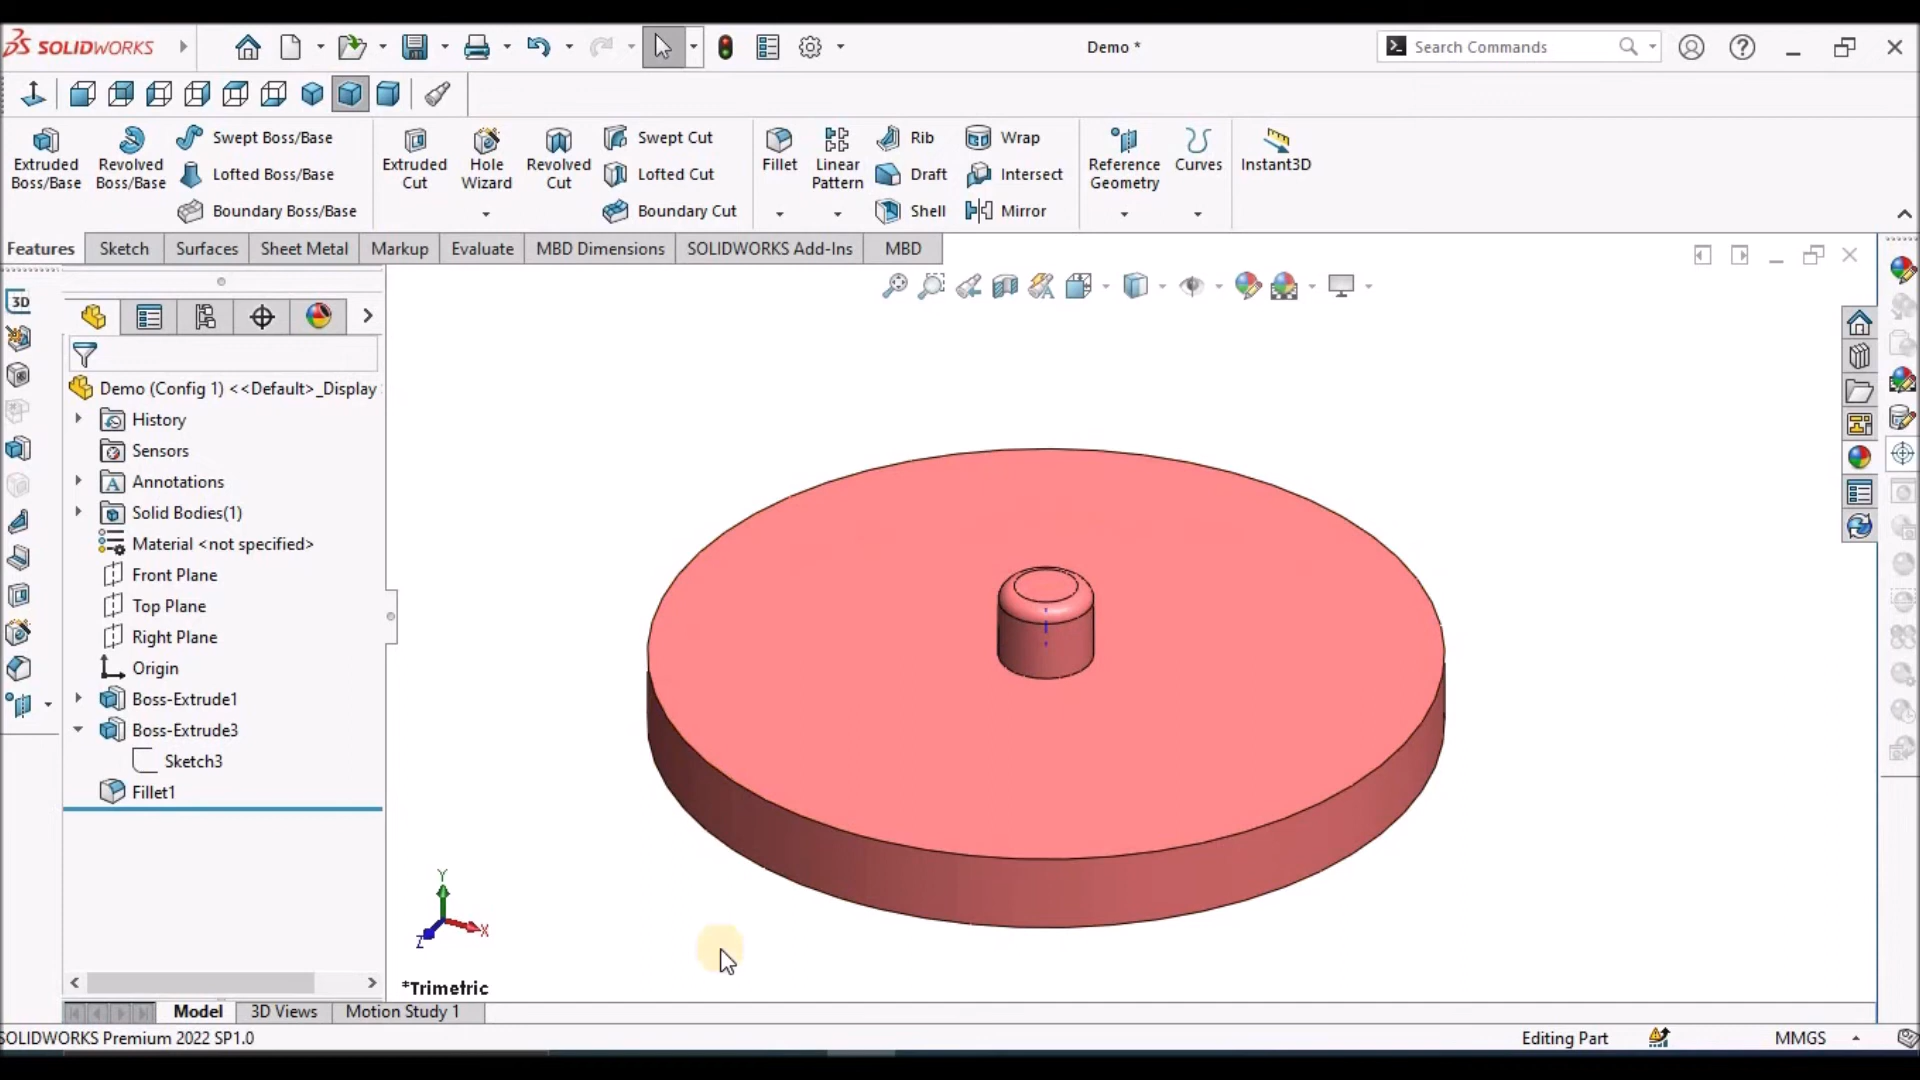 SOLIDWORKS
Demo *
Search Commands
Extruded Boss/Base
Revolved Boss/Base
Swept Boss/Base
Lofted Boss/Base
Boundary Boss/Base
Extruded Cut
Hole Wizard
Revolved Cut
Swept Cut
Lofted Cut
Boundary Cut
Fillet
Linear Pattern
Rib
Draft
Shell
Wrap
Intersect
Mirror
Reference Geometry
Curves
Instant3D
Features
Sketch
Surfaces
Sheet Metal
Markup
Evaluate
MBD Dimensions
SOLIDWORKS Add-Ins
MBD
3D
Demo (Config 1) <<Default>_Display
History
Sensors
Annotations
Solid Bodies(1)
Material <not specified>
Front Plane
Top Plane
Right Plane
Origin
Boss-Extrude1
Boss-Extrude3
Sketch3
Fillet1
Y
X
Z
*Trimetric
Model
3D Views
Motion Study 1
SOLIDWORKS Premium 2022 SP1.0
Editing Part
MMGS